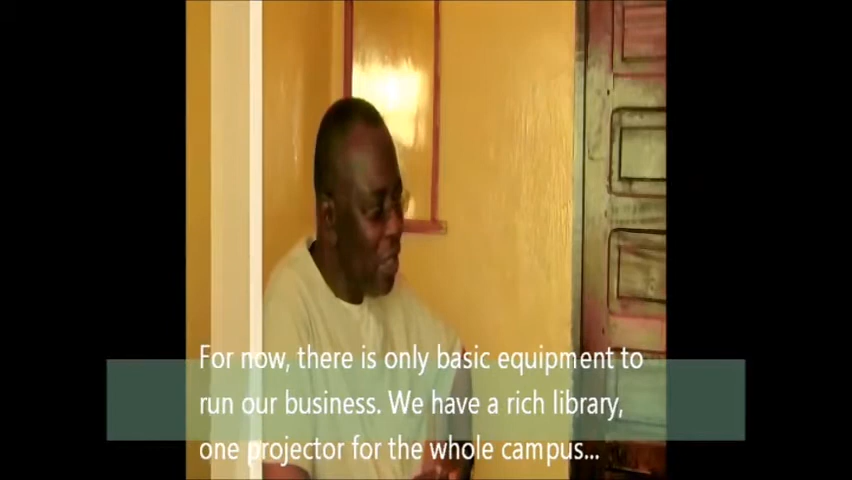 For now, there is only basic equipment to
run our business. We have a rich library,
one projector for the whole campus...